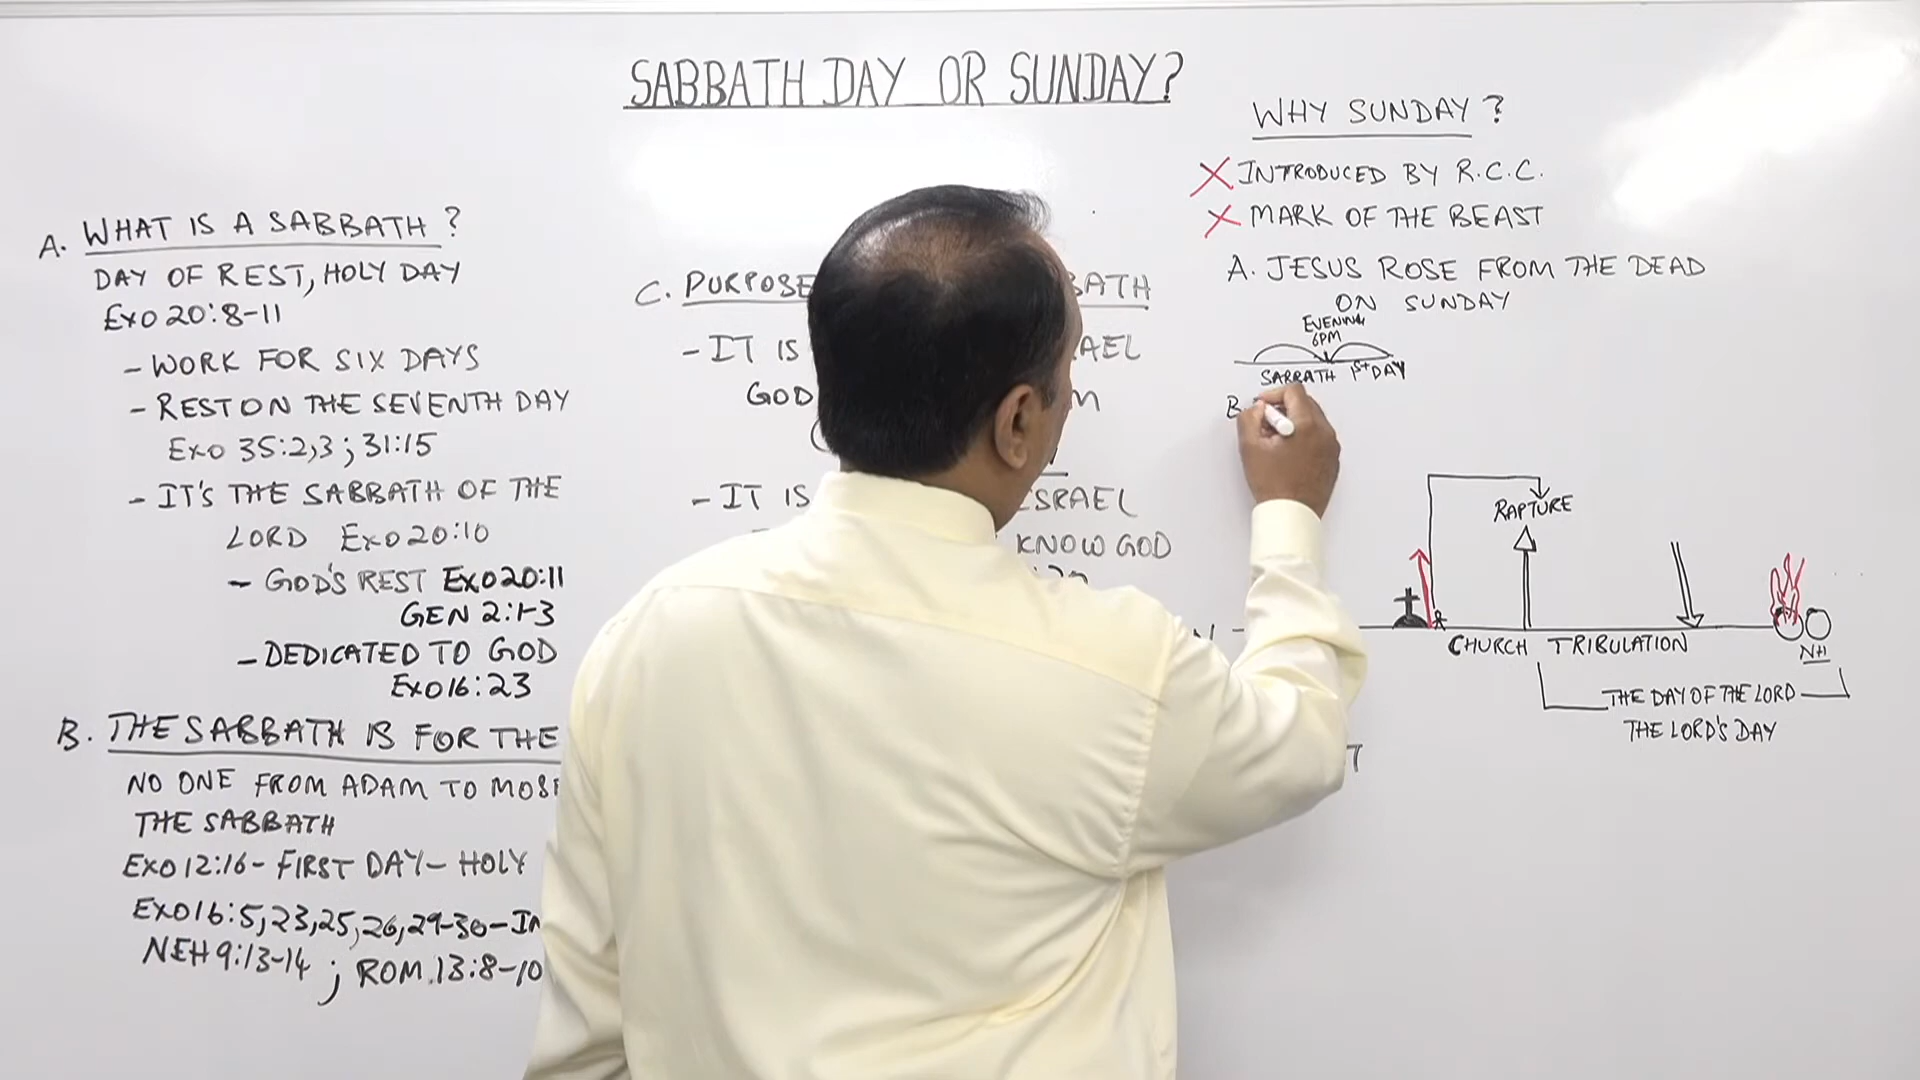 SABBATH DAY OR SUNDAY?
A. WHAT IS A SABBATH?
DAY OF REST, HOLY DAY
EXO 20:8-11
- WORK FOR SIX DAYS
- REST ON THE SEVENTH DAY
EXO 35:2,3 ; 31:15
- IT'S THE SABBATH OF THE
LORD EXO 20:10
- GOD'S REST EXO 20:11
GEN 2:1-3
- DEDICATED TO GOD
EXO 16:23
B. THE SABBATH IS FOR THE
NO ONE FROM ADAM TO
THE SABBATH
EXO 12:16 - FIRST DAY - HOLY
EXO 16:5,23,25,26,29-30 -
NEH 9:13-14 ; ROM. 13:8-10
C. PURPOSE
- IT IS
GOD
- IT IS
KNOW GOD
WHY SUNDAY?
X INTRODUCED BY R.C.C.
X MARK OF THE BEAST
A. JESUS ROSE FROM THE DEAD
ON SUNDAY
EVENING
6PM
SABBATH 1ST DAY
B
RAPTURE
CHURCH TRIBULATION
NH
THE DAY OF THE LORD
THE LORD'S DAY